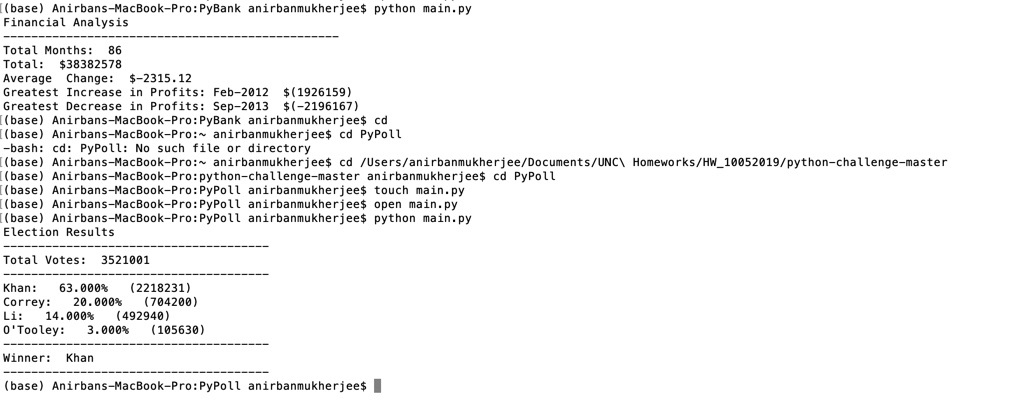 (base) Anirbans-MacBook-Pro:PyBank anirbanmukherjee$ python main.py
Financial Analysis
------------------------------------------------
Total Months:  86
Total:  $38382578
Average  Change:  $-2315.12
Greatest Increase in Profits: Feb-2012  $(1926159)
Greatest Decrease in Profits: Sep-2013  $(-2196167)
[(base) Anirbans-MacBook-Pro:PyBank anirbanmukherjee$ cd
[(base) Anirbans-MacBook-Pro:~ anirbanmukherjee$ cd PyPoll
-bash: cd: PyPoll: No such file or directory
[(base) Anirbans-MacBook-Pro:~ anirbanmukherjee$ cd /Users/anirbanmukherjee/Documents/UNC\ Homeworks/HW_10052019/python-challenge-master
[(base) Anirbans-MacBook-Pro:python-challenge-master anirbanmukherjee$ cd PyPoll
[(base) Anirbans-MacBook-Pro:PyPoll anirbanmukherjee$ touch main.py
[(base) Anirbans-MacBook-Pro:PyPoll anirbanmukherjee$ open main.py
[(base) Anirbans-MacBook-Pro:PyPoll anirbanmukherjee$ python main.py
Election Results
--------------------------------------
Total Votes:  3521001
--------------------------------------
Khan:   63.000%   (2218231)
Correy:   20.000%   (704200)
Li:   14.000%   (492940)
O'Tooley:   3.000%   (105630)
--------------------------------------
Winner:  Khan
--------------------------------------
(base) Anirbans-MacBook-Pro:PyPoll anirbanmukherjee$